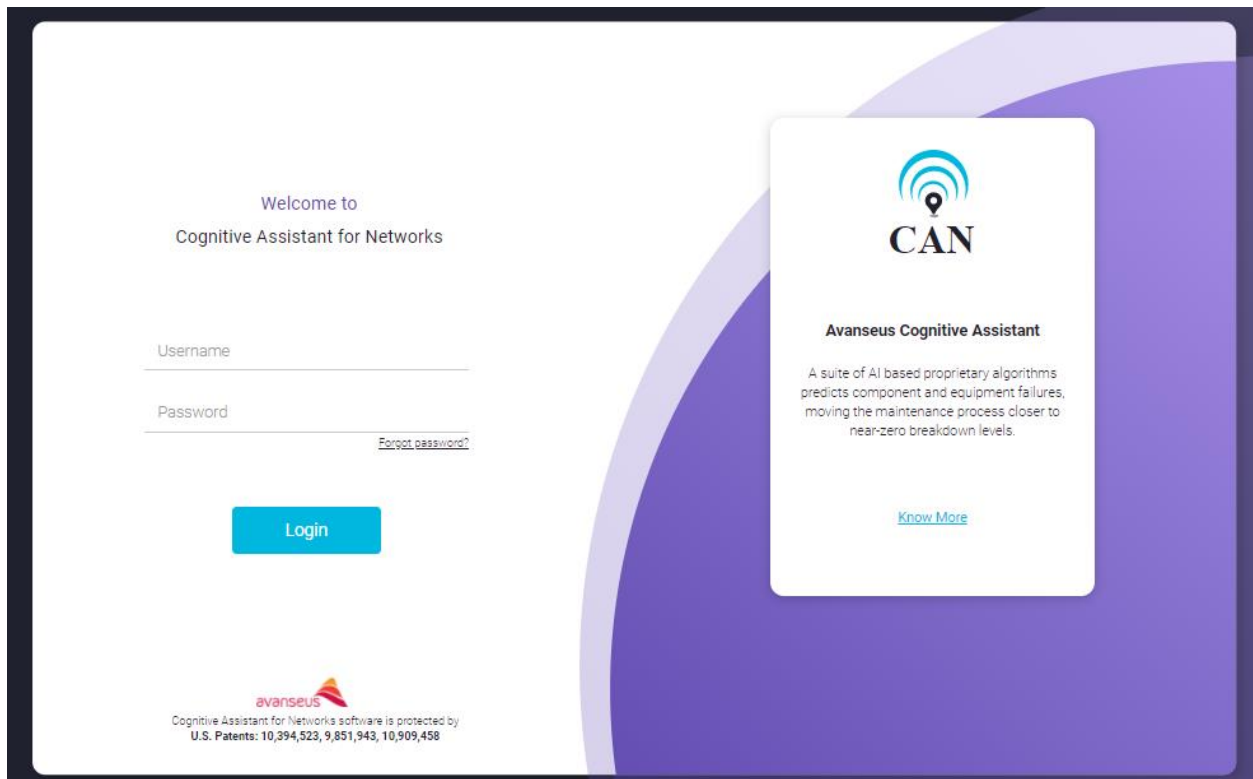 Welcome to
Cognitive Assistant for Networks
Username
Password
Forgot password?
Login
avanseus
Cognitive Assistant for Networks software is protected by
U.S. Patents: 10,394,523, 9,851,943, 10,909,458
CAN
Avanseus Cognitive Assistant
A suite of AI based proprietary algorithms
predicts component and equipment failures,
moving the maintenance process closer to
near-zero breakdown levels.
Know More